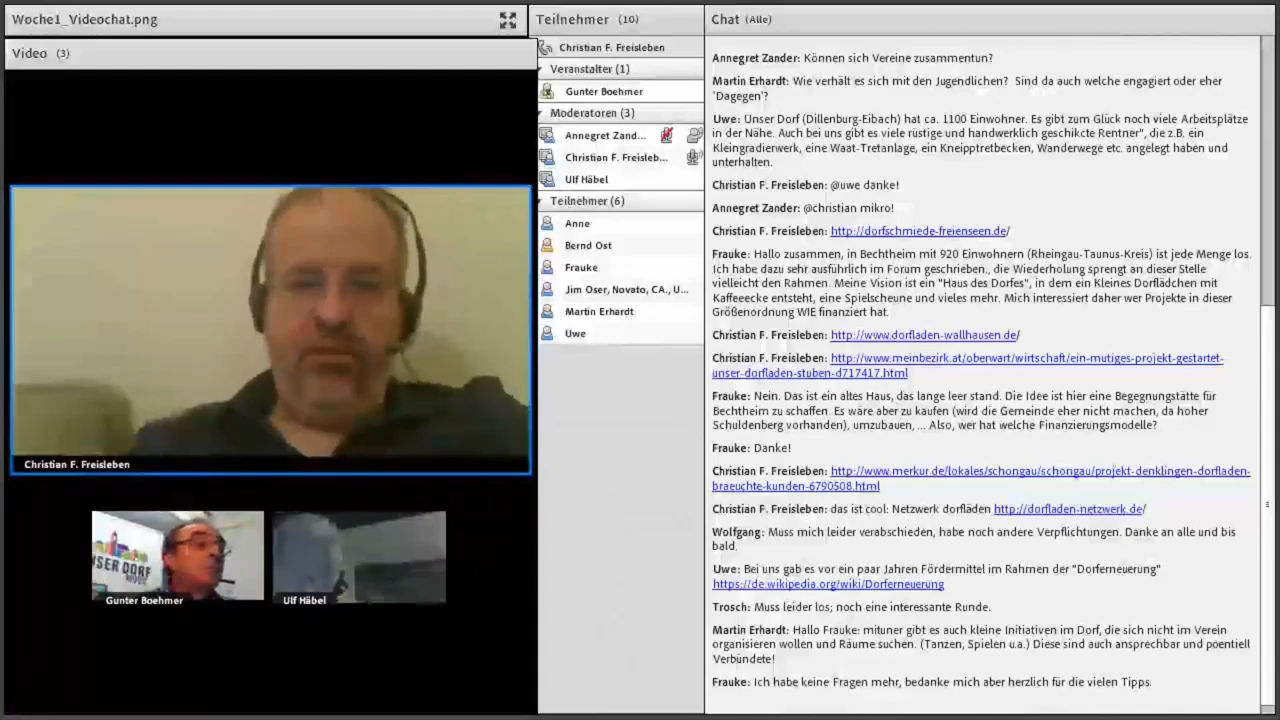 Woche1_Videochat.png
Video (3)
Christian F. Freisleben
NSER DORF
Gunter Boehmer
Ulf Häbel
Teilnehmer (10)
Christian F. Freisleben
Veranstalter (1)
Gunter Boehmer
Moderatoren (3)
Annegret Zand...
Christian F. Freisleb...
Ulf Häbel
Teilnehmer (6)
Anne
Bernd Ost
Frauke
Jim Oser, Novato, CA., U...
Martin Erhardt
Uwe
Chat (Alle)
Annegret Zander: Können sich Vereine zusammentun?
Martin Erhardt: Wie verhält es sich mit den Jugendlichen? Sind da auch welche engagiert oder eher
'Dagegen'?
Uwe: Unser Dorf (Dillenburg-Eibach) hat ca. 1100 Einwohner. Es gibt zum Glück noch viele Arbeitsplätze
in der Nähe. Auch bei uns gibt es viele rüstige und handwerklich geschikcte Rentner", die z.B. ein
Kleingradierwerk, eine Waat-Tretanlage, ein Kneipptretbecken, Wanderwege etc. angelegt haben und
unterhalten.
Christian F. Freisleben: @uwe danke!
Annegret Zander: @christian mikro!
Christian F. Freisleben: http://dorfschmiede-freienseen.de/
Frauke: Hallo zusammen, in Bechtheim mit 920 Einwohnern (Rheingau-Taunus-Kreis) ist jede Menge los.
Ich habe dazu sehr ausführlich im Forum geschrieben., die Wiederholung sprengt an dieser Stelle
vielleicht den Rahmen. Meine Vision ist ein "Haus des Dorfes", in dem ein Kleines Dorflädchen mit
Kaffeeecke entsteht, eine Spielscheune und vieles mehr. Mich interessiert daher wer Projekte in dieser
Größenordnung WIE finanziert hat.
Christian F. Freisleben: http://www.dorfladen-wallhausen.de/
Christian F. Freisleben: http://www.meinbezirk.at/oberwart/wirtschaft/ein-mutiges-projekt-gestartet-
unser-dorfladen-stuben-d717417.html
Frauke: Nein. Das ist ein altes Haus, das lange leer stand. Die Idee ist hier eine Begegnungstätte für
Bechtheim zu schaffen. Es wäre aber zu kaufen (wird die Gemeinde eher nicht machen, da hoher
Schuldenberg vorhanden), umzubauen, ... Also, wer hat welche Finanzierungsmodelle?
Frauke: Danke!
Christian F. Freisleben: http://www.merkur.de/lokales/schongau/schongau/projekt-denklingen-dorfladen-
braeuchte-kunden-6790508.html
Christian F. Freisleben: das ist cool: Netzwerk dorfläden http://dorfladen-netzwerk.de/
Wolfgang: Muss mich leider verabschieden, habe noch andere Verpflichtungen. Danke an alle und bis
bald.
Uwe: Bei uns gab es vor ein paar Jahren Fördermittel im Rahmen der "Dorferneuerung"
https://de.wikipedia.org/wiki/Dorferneuerung
Trosch: Muss leider los; noch eine interessante Runde.
Martin Erhardt: Hallo Frauke: mituner gibt es auch kleine Initiativen im Dorf, die sich nicht im Verein
organisieren wollen und Räume suchen. (Tanzen, Spielen u.a.) Diese sind auch ansprechbar und poentiell
Verbündete!
Frauke: Ich habe keine Fragen mehr, bedanke mich aber herzlich für die vielen Tipps.